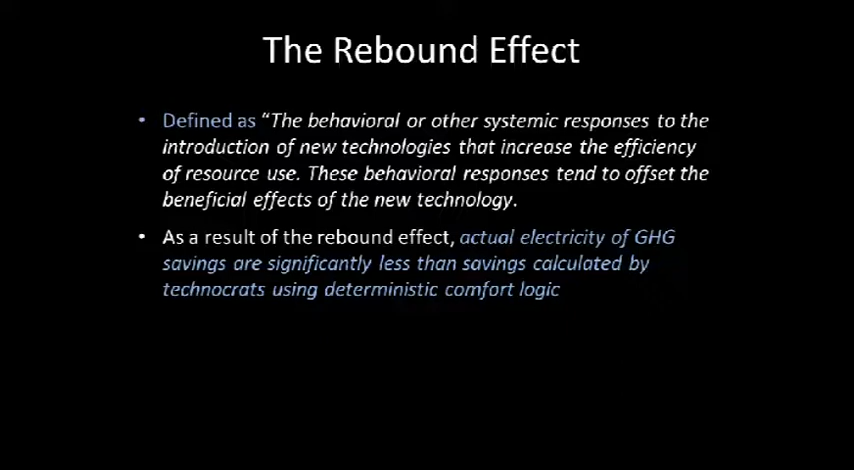 The Rebound Effect
• Defined as “The behavioral or other systemic responses to the
introduction of new technologies that increase the efficiency
of resource use. These behavioral responses tend to offset the
beneficial effects of the new technology.
• As a result of the rebound effect, actual electricity of GHG
savings are significantly less than savings calculated by
technocrats using deterministic comfort logic